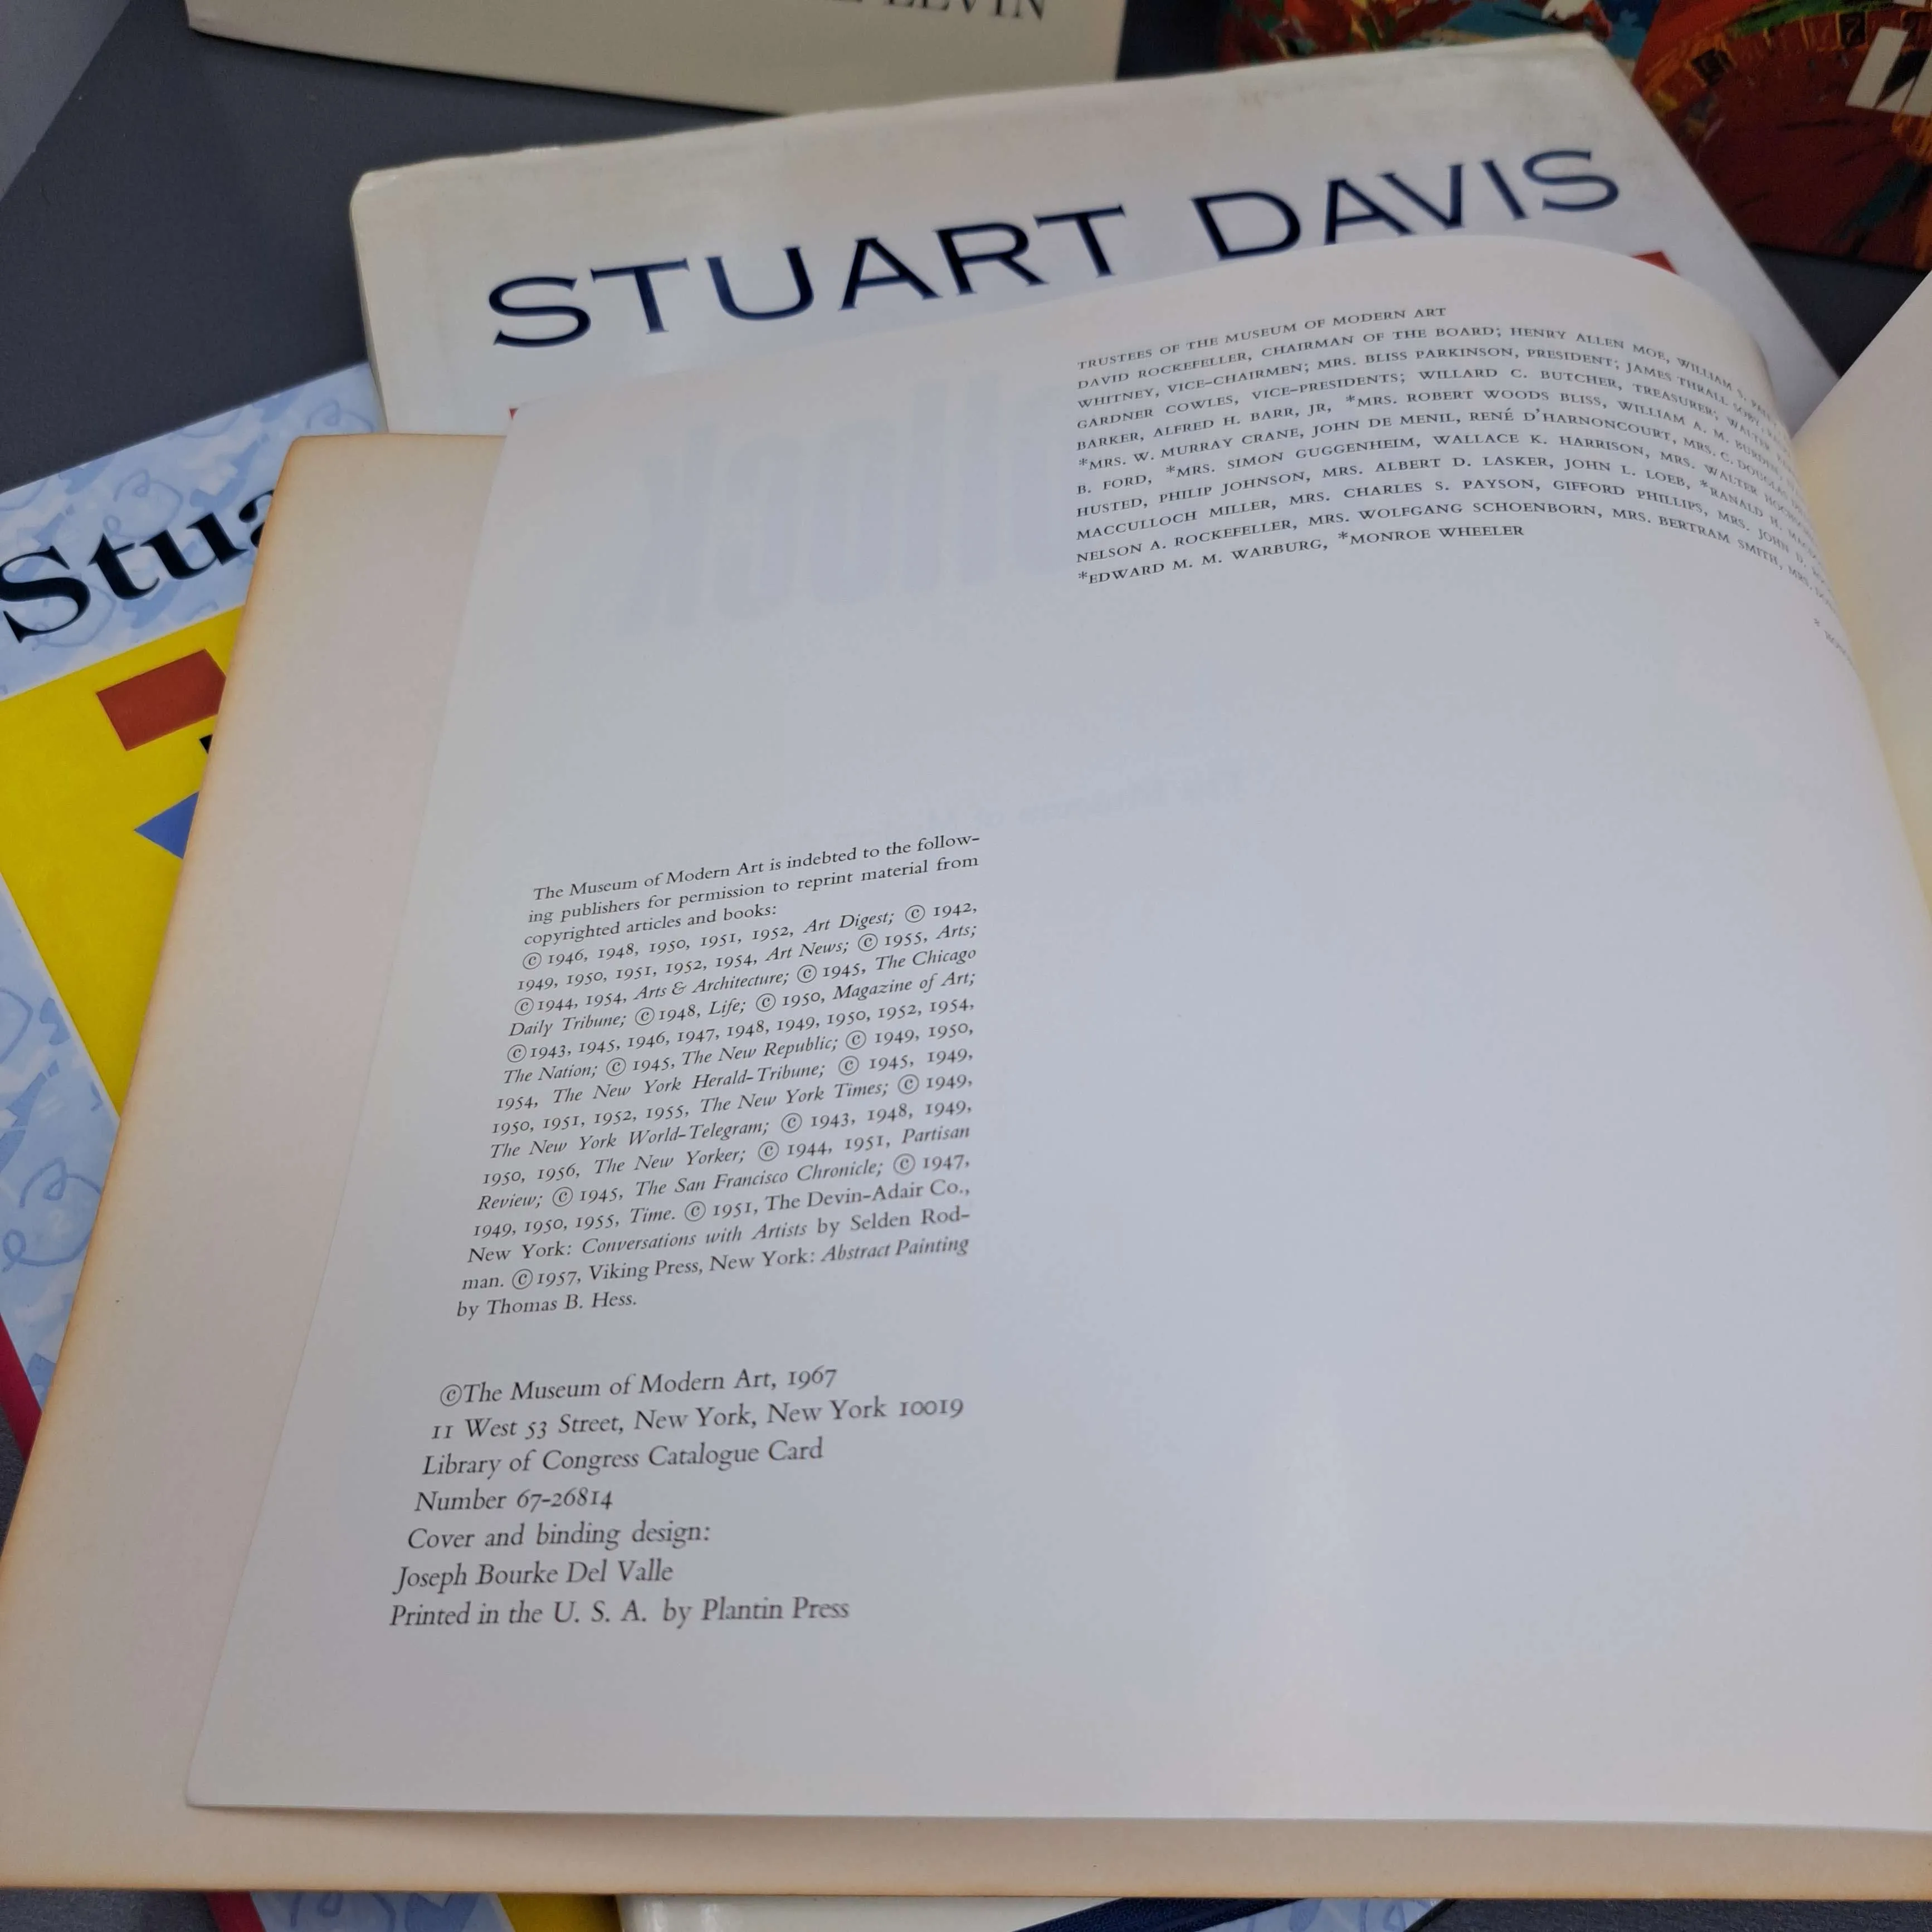 LEVIN
STUART DAVIS
Stua
TRUSTEES OF THE MUSEUM OF MODERN ART
DAVID ROCKEFELLER, CHAIRMAN OF THE BOARD; HENRY ALLEN MOE, WILLIAM S.
WHITNEY, VICE-CHAIRMEN; MRS. BLISS PARKINSON, PRESIDENT; JAMES THRALL SOBY,
GARDNER COWLES, VICE-PRESIDENTS; WILLARD C. BUTCHER, TREASURER; WALTER
BARKER, ALFRED H. BARR, JR, *MRS. ROBERT WOODS BLISS, WILLIAM A. M. BURDEN,
*MRS. W. MURRAY CRANE, JOHN DE MENIL, RENÉ D'HARNONCOURT, MRS. C. DOUGLAS
B. FORD, *MRS. SIMON GUGGENHEIM, WALLACE K. HARRISON, MRS. WALTER
HUSTED, PHILIP JOHNSON, MRS. ALBERT D. LASKER, JOHN L. LOEB, *RANALD H.
MACCULLOCH MILLER, MRS. CHARLES S. PAYSON, GIFFORD PHILLIPS, MRS. JOHN D.
NELSON A. ROCKEFELLER, MRS. WOLFGANG SCHOENBORN, MRS. BERTRAM SMITH, MRS.
*EDWARD M. M. WARBURG, *MONROE WHEELER
The Museum of Modern Art is indebted to the follow-
ing publishers for permission to reprint material from
copyrighted articles and books:
© 1946, 1948, 1950, 1951, 1952, Art Digest; © 1942,
1949, 1950, 1951, 1952, 1954, Art News; © 1955, Arts;
© 1944, 1954, Arts & Architecture; © 1945, The Chicago
Daily Tribune; © 1948, Life; © 1950, Magazine of Art;
© 1943, 1945, 1946, 1947, 1948, 1949, 1950, 1952, 1954,
The Nation; © 1945, The New Republic; © 1949, 1950,
1954, The New York Herald-Tribune; © 1945, 1949,
1950, 1951, 1952, 1955, The New York Times; © 1949,
The New York World-Telegram; © 1943, 1948, 1949,
1950, 1956, The New Yorker; © 1944, 1951, Partisan
Review; © 1945, The San Francisco Chronicle; © 1947,
1949, 1950, 1955, Time. © 1951, The Devin-Adair Co.,
New York: Conversations with Artists by Selden Rod-
man. © 1957, Viking Press, New York: Abstract Painting
by Thomas B. Hess.
©The Museum of Modern Art, 1967
11 West 53 Street, New York, New York 10019
Library of Congress Catalogue Card
Number 67-26814
Cover and binding design:
Joseph Bourke Del Valle
Printed in the U. S. A. by Plantin Press